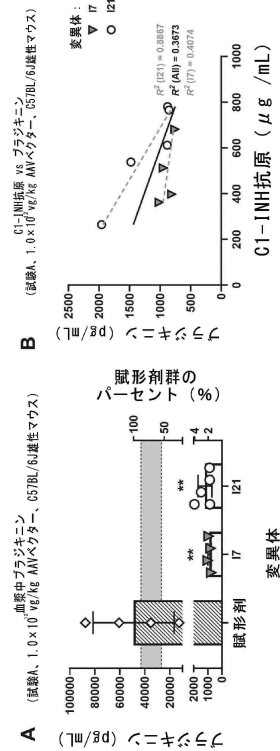 A
血漿中ブラジキニン
(試験A、1.0×10¹²vg/kg AAVベクター、C57BL/6J雄性マウス)
ブラジキニン (pg/mL)
100000
80000
60000
40000
20000
2000
1000
0
賦形剤群の
パーセント (%)
100
50
4
2
**
**
賦形剤
I7
I21
変異体
B
C1-INH抗原 vs ブラジキニン
(試験A、1.0×10¹²vg/kg AAVベクター、C57BL/6J雄性マウス)
変異体:
I7
I21
ブラジキニン (pg/mL)
2500
2000
1500
1000
500
0
R² (I21) = 0.8867
R² (All) = 0.3673
R² (I7) = 0.4074
0
200
400
600
800
1000
C1-INH抗原 (μg/mL)